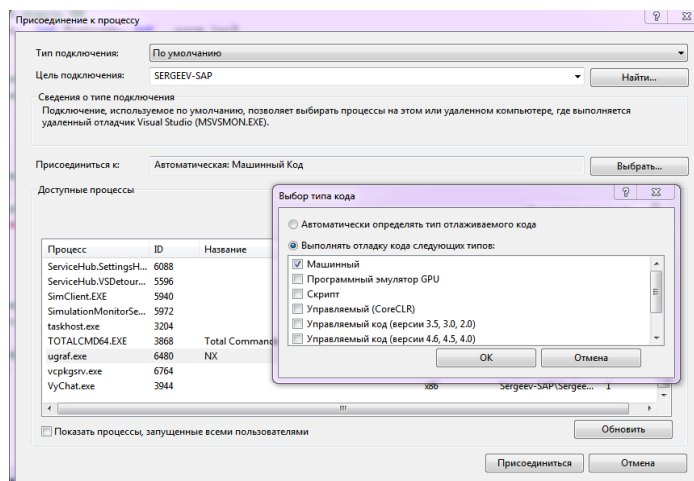 Присоединение к процессу
Тип подключения: По умолчанию
Цель подключения: SERGEEV-SAP Найти...
Сведения о типе подключения
Подключение, используемое по умолчанию, позволяет выбирать процессы на этом или удаленном компьютере, где выполняется
удаленный отладчик Visual Studio (MSVSMON.EXE).
Присоединиться к: Автоматическая: Машинный Код Выбрать...
Доступные процессы
Выбор типа кода
Автоматически определять тип отлаживаемого кода
Выполнять отладку кода следующих типов:
Машинный
Программный эмулятор GPU
Скрипт
Управляемый (CoreCLR)
Управляемый код (версии 3.5, 3.0, 2.0)
Управляемый код (версии 4.6, 4.5, 4.0)
OK Отмена
Процесс ID Название
ServiceHub.SettingsH... 6088
ServiceHub.VSDetour... 5596
SimClient.EXE 5940
SimulationMonitorSe... 5972
taskhost.exe 3204
TOTALCMD64.EXE 3868 Total Command
ugraf.exe 6480 NX
vcpkgsrv.exe 6764
VyChat.exe 3944 x86 Sergeev-SAP\Sergee... 1
Показать процессы, запущенные всеми пользователями Обновить
Присоединиться Отмена